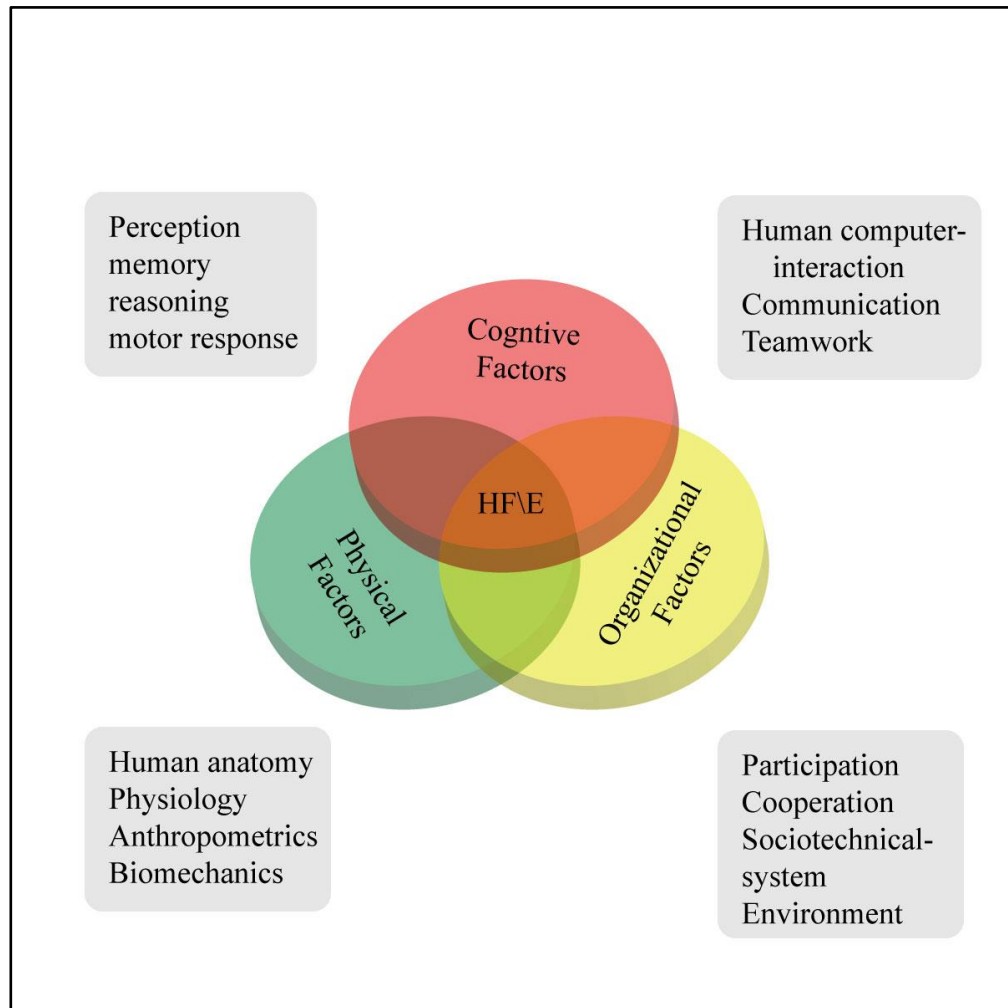 Perception
memory
reasoning
motor response
Human computer-
interaction
Communication
Teamwork
Cogntive
Factors
HF\E
Physical
Factors
Organizational
Factors
Human anatomy
Physiology
Anthropometrics
Biomechanics
Participation
Cooperation
Sociotechnical-
system
Environment